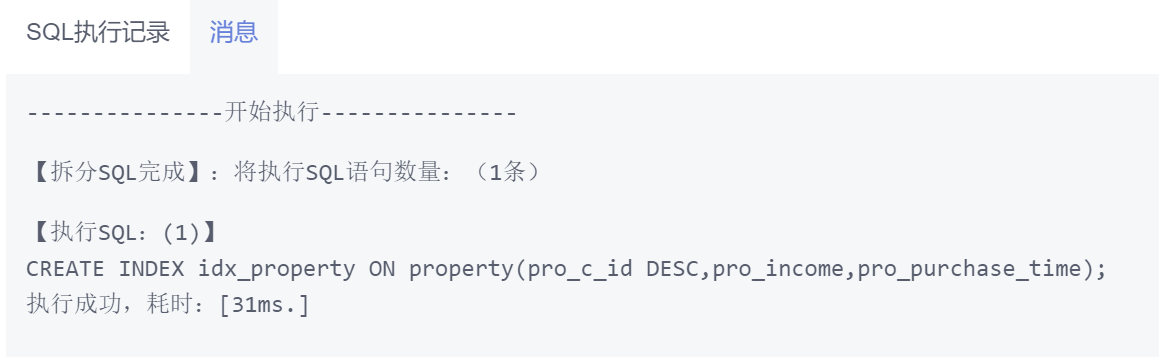 SQL执行记录 消息
---------------开始执行---------------
【拆分SQL完成】：将执行SQL语句数量：（1条）
【执行SQL：(1)】
CREATE INDEX idx_property ON property(pro_c_id DESC,pro_income,pro_purchase_time);
执行成功，耗时：[31ms.]